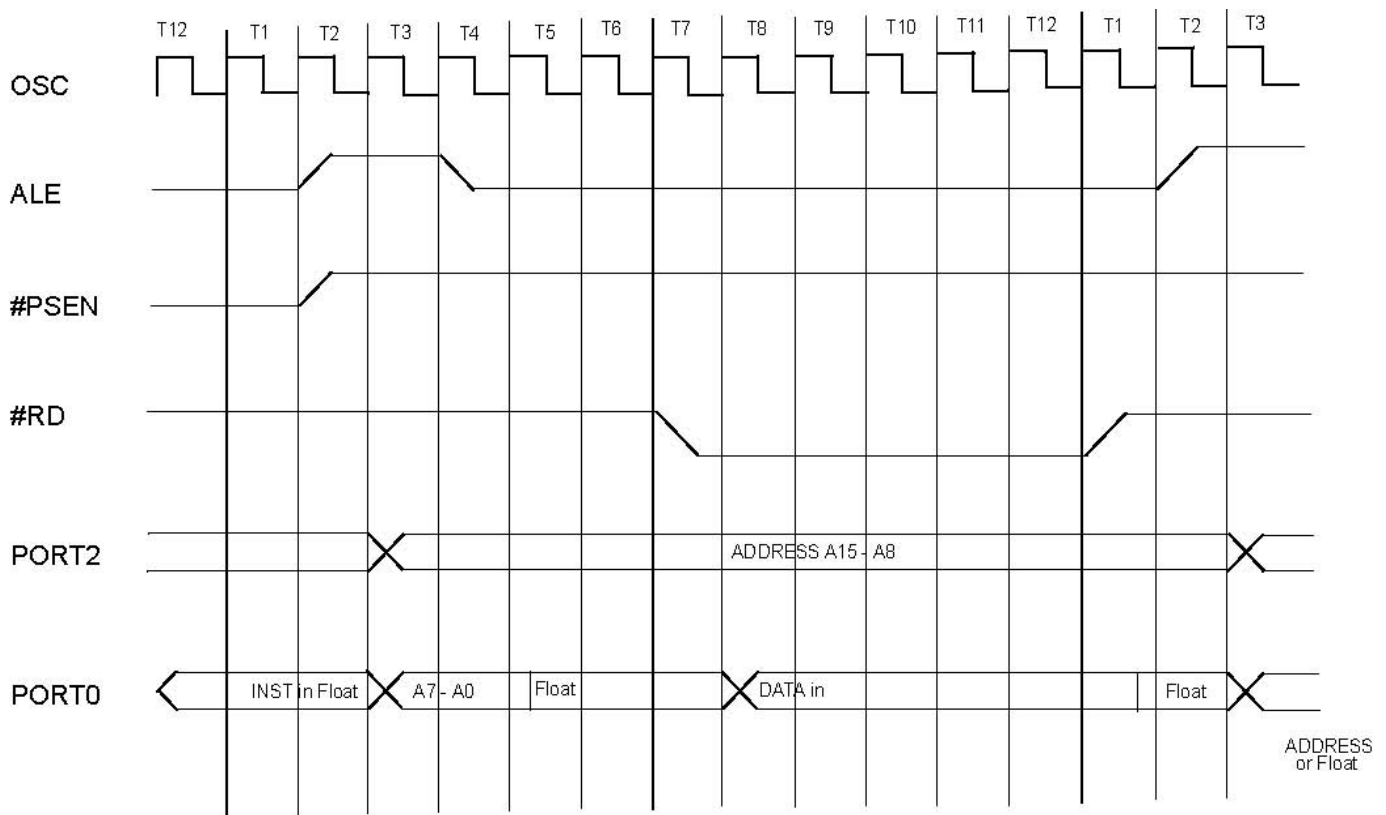 T12 T1 T2 T3 T4 T5 T6 T7 T8 T9 T10 T11 T12 T1 T2 T3
OSC
ALE
#PSEN
#RD
PORT2 ADDRESS A15 - A8
PORT0 INST in Float A7 - A0 Float DATA in Float
ADDRESS
or Float